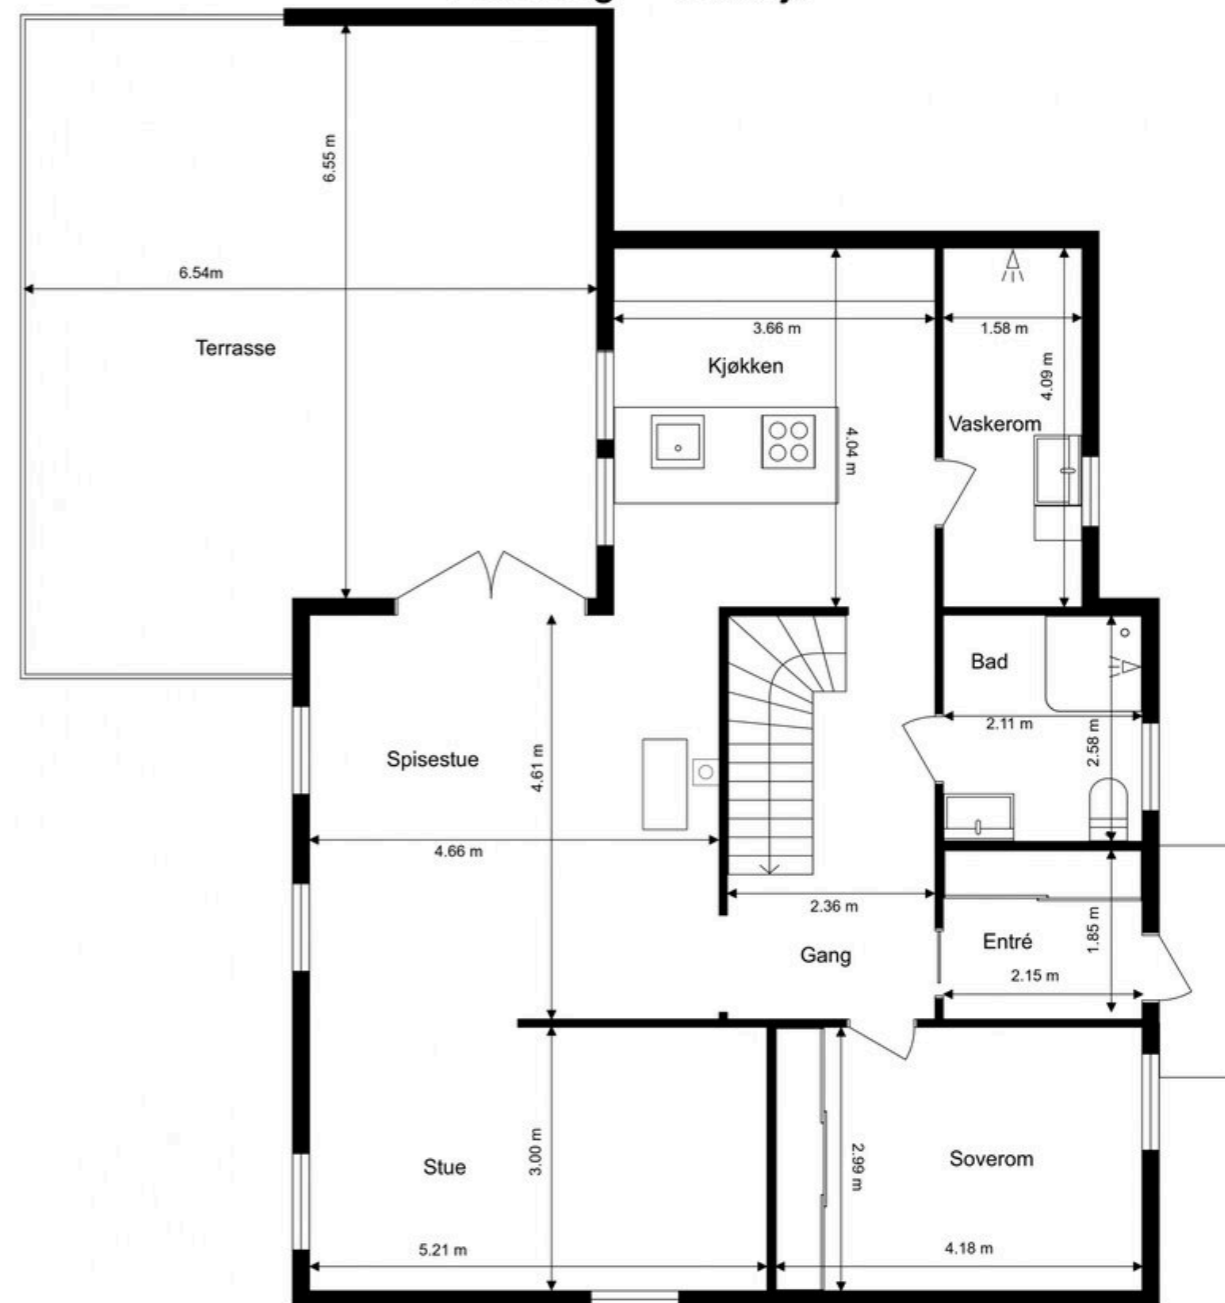 6.55 m
6.54m
Terrasse
3.66 m
1.58 m
Kjøkken
4.09 m
Vaskerom
4.04 m
Bad
2.11 m
2.58 m
Spisestue
4.61 m
4.66 m
2.36 m
1.85 m
Entré
Gang
2.15 m
3.00 m
2.99 m
Stue
Soverom
5.21 m
4.18 m